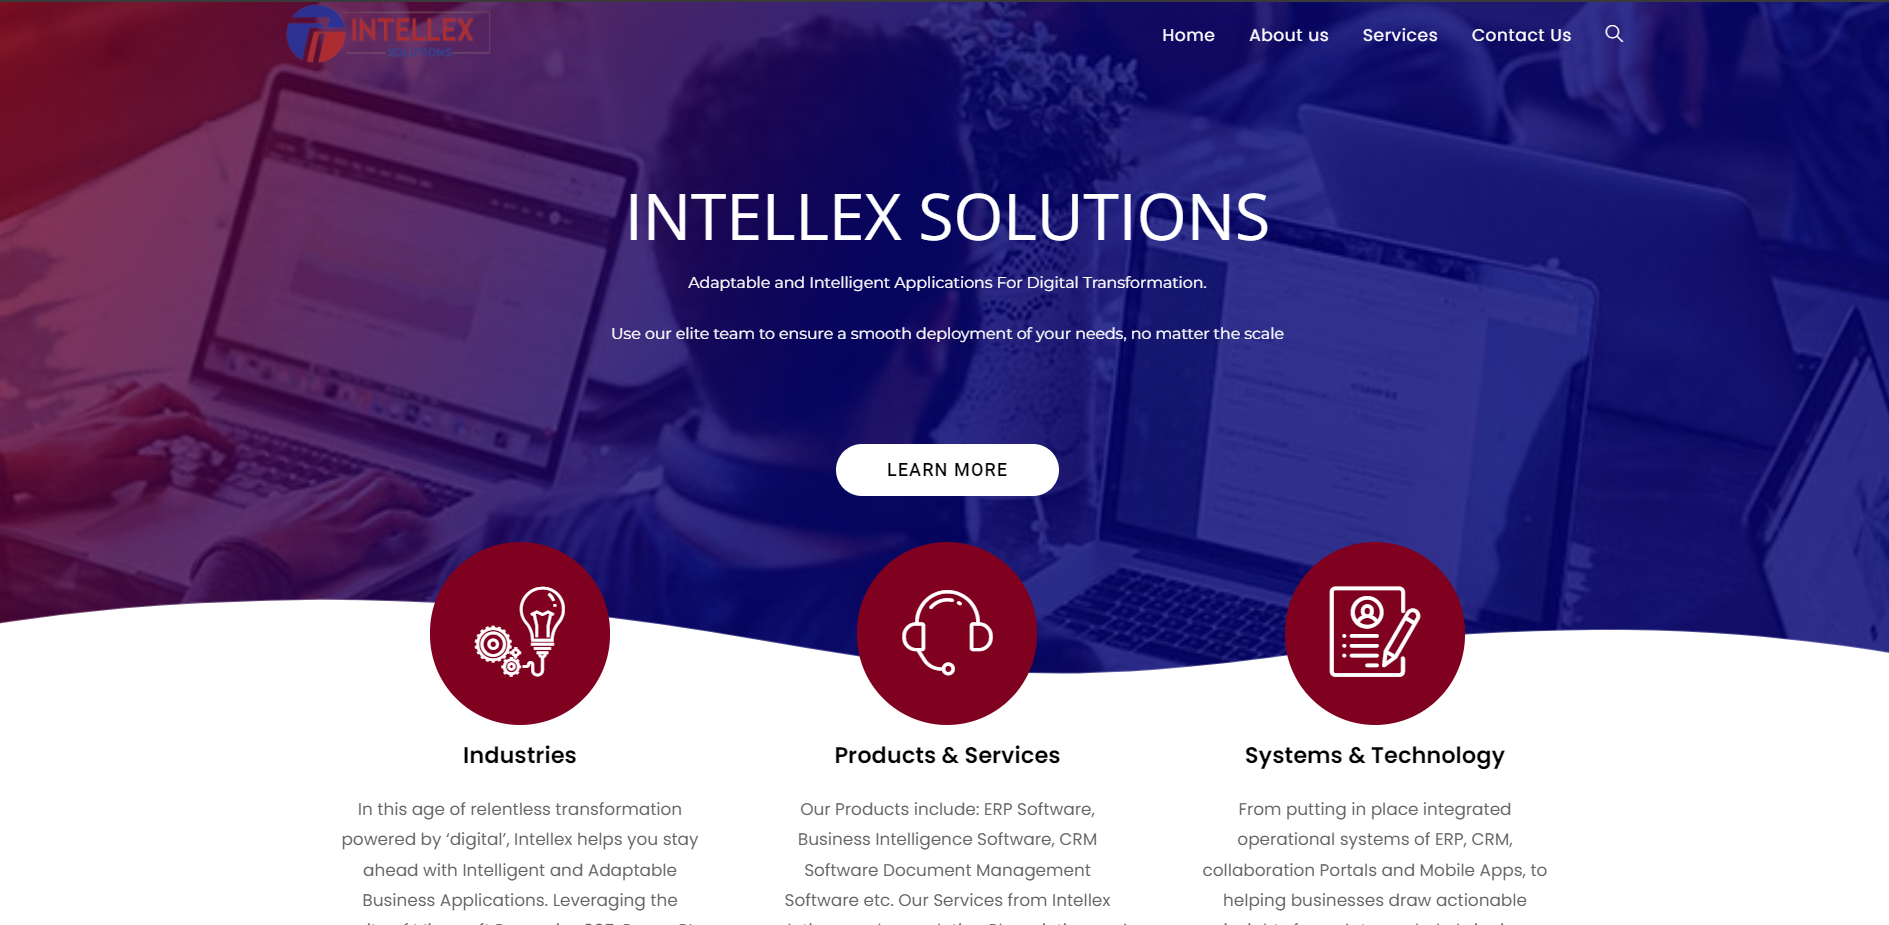 INTELLEX
SOLUTIONS
Home About us Services Contact Us
INTELLEX SOLUTIONS
Adaptable and Intelligent Applications For Digital Transformation.
Use our elite team to ensure a smooth deployment of your needs, no matter the scale
LEARN MORE
Industries
In this age of relentless transformation
powered by ‘digital’, Intellex helps you stay
ahead with Intelligent and Adaptable
Business Applications. Leveraging the
Products & Services
Our Products include: ERP Software,
Business Intelligence Software, CRM
Software Document Management
Software etc. Our Services from Intellex
Systems & Technology
From putting in place integrated
operational systems of ERP, CRM,
collaboration Portals and Mobile Apps, to
helping businesses draw actionable